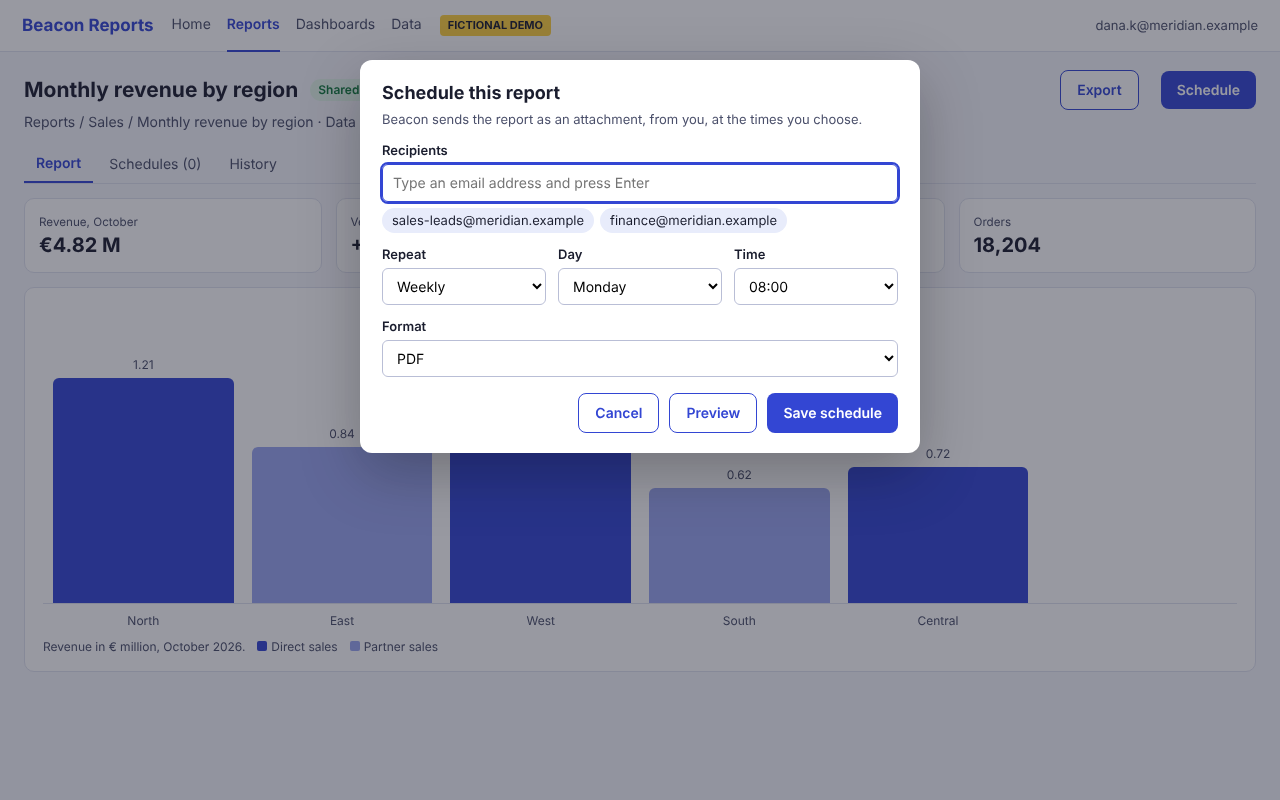 Beacon Reports Home Reports Dashboards Data FICTIONAL DEMO dana.k@meridian.example
Monthly revenue by region Shared Export Schedule
Reports / Sales / Monthly revenue by region · Data
Report Schedules (0) History
Schedule this report
Beacon sends the report as an attachment, from you, at the times you choose.
Recipients
Type an email address and press Enter
sales-leads@meridian.example finance@meridian.example
Repeat Day Time
Weekly Monday 08:00
Format
PDF
Cancel Preview Save schedule
Revenue, October
€4.82 M
Orders
18,204
1.21 0.84 0.62 0.72
North East West South Central
Revenue in € million, October 2026. Direct sales Partner sales